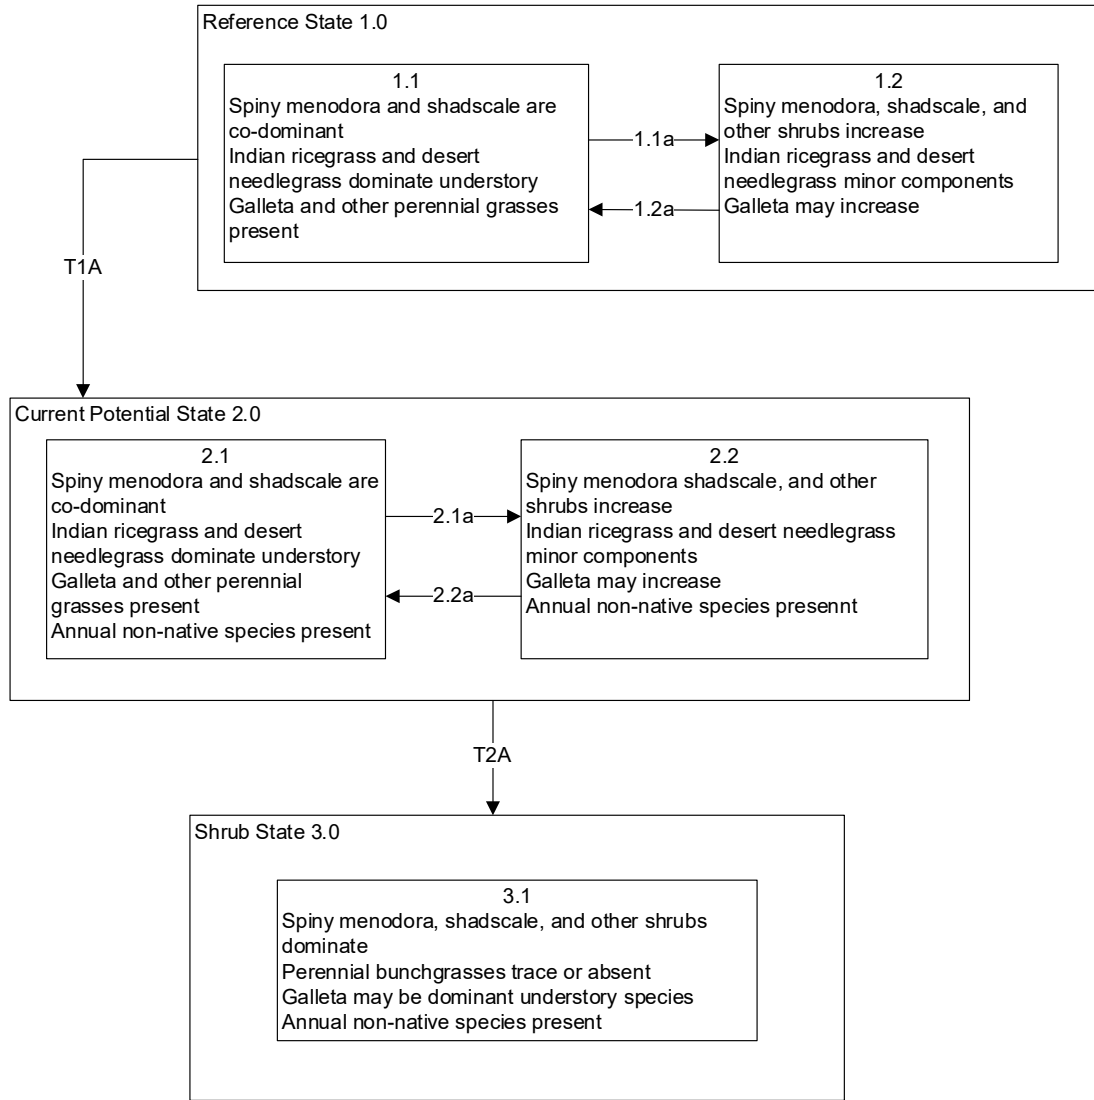 Reference State 1.0
1.1
Spiny menodora and shadscale are
co-dominant
Indian ricegrass and desert
needlegrass dominate understory
Galleta and other perennial grasses
present
1.1a
1.2a
1.2
Spiny menodora, shadscale, and
other shrubs increase
Indian ricegrass and desert
needlegrass minor components
Galleta may increase
T1A
Current Potential State 2.0
2.1
Spiny menodora and shadscale are
co-dominant
Indian ricegrass and desert
needlegrass dominate understory
Galleta and other perennial
grasses present
Annual non-native species present
2.1a
2.2a
2.2
Spiny menodora shadscale, and other
shrubs increase
Indian ricegrass and desert needlegrass
minor components
Galleta may increase
Annual non-native species presennt
T2A
Shrub State 3.0
3.1
Spiny menodora, shadscale, and other shrubs
dominate
Perennial bunchgrasses trace or absent
Galleta may be dominant understory species
Annual non-native species present